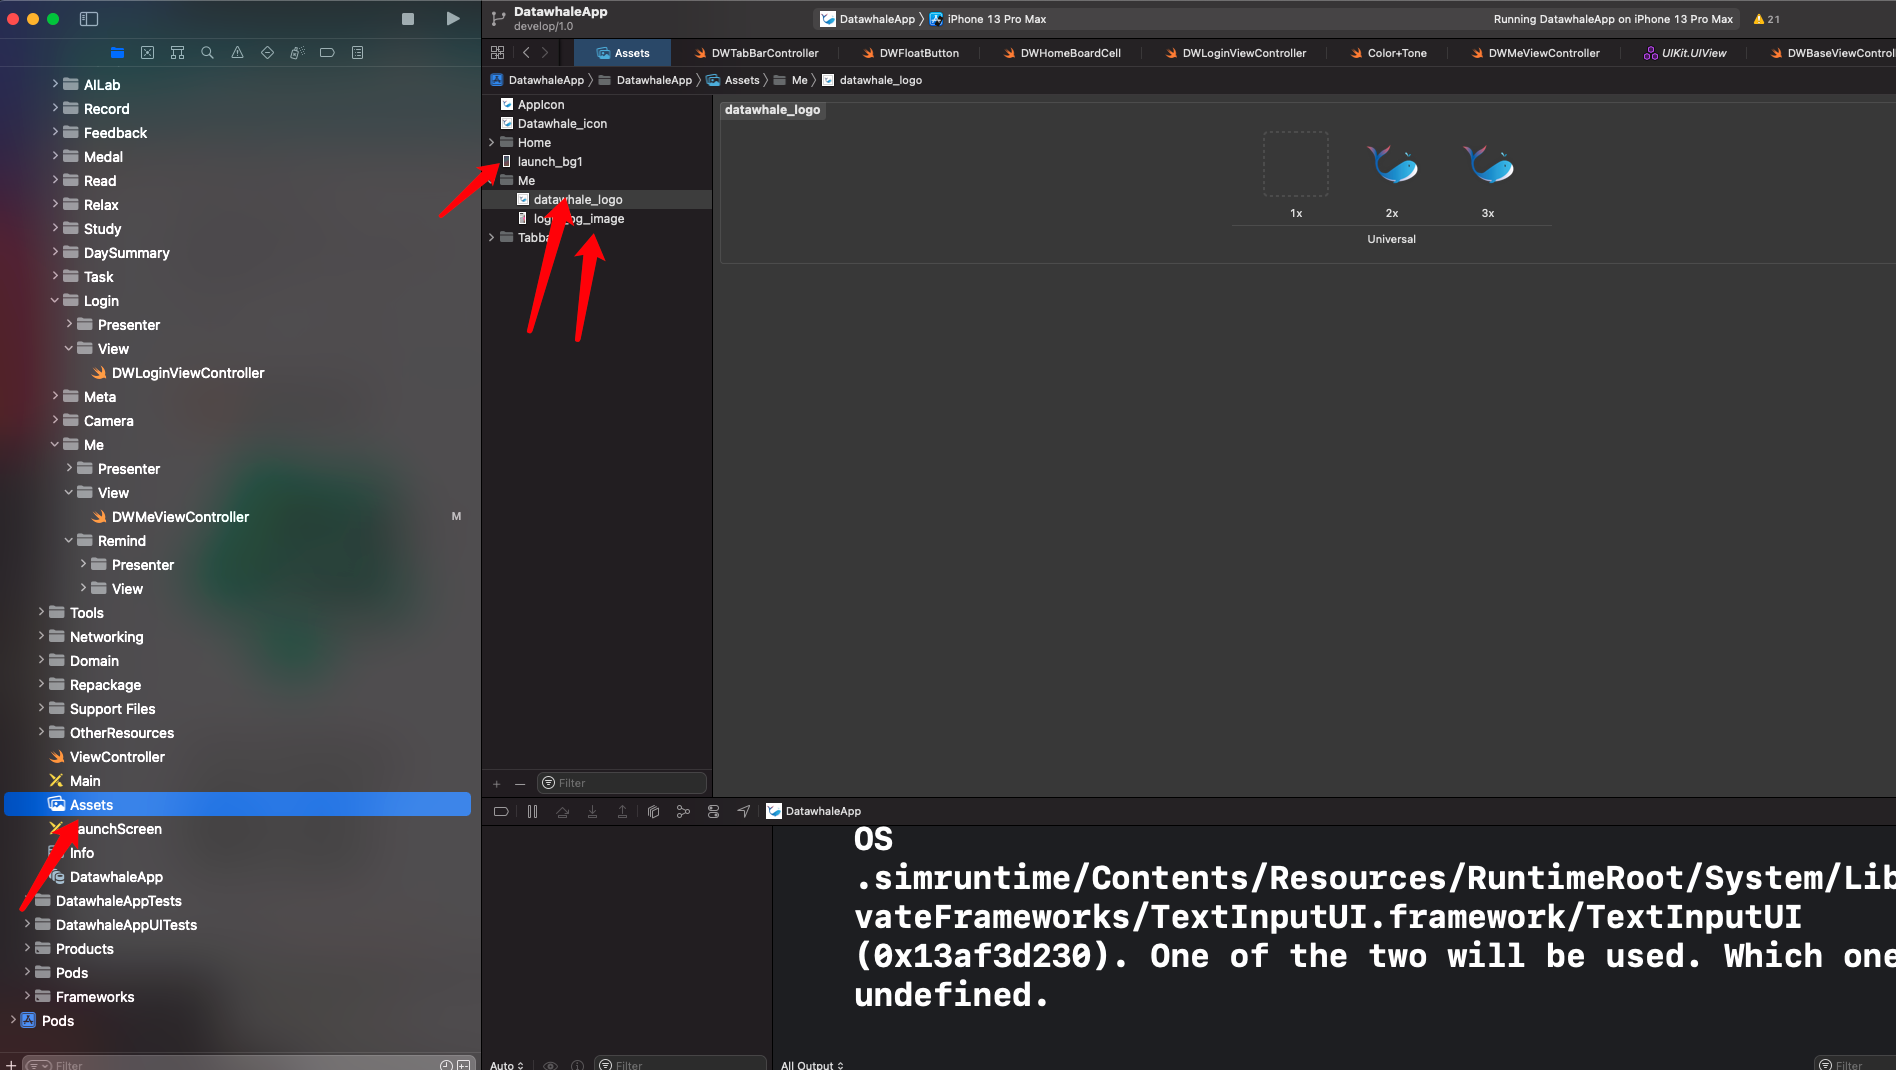 DatawhaleApp
develop/1.0
DatawhaleApp
iPhone 13 Pro Max
Running DatawhaleApp on iPhone 13 Pro Max
21
Assets
DWTabBarController
DWFloatButton
DWHomeBoardCell
DWLoginViewController
Color+Tone
DWMeViewController
UIKit.UIView
DWBaseViewControl
DatawhaleApp
DatawhaleApp
Assets
Me
datawhale_logo
AILab
Record
Feedback
Medal
Read
Relax
Study
DaySummary
Task
Login
Presenter
View
DWLoginViewController
Meta
Camera
Me
Presenter
View
DWMeViewController
M
Remind
Presenter
View
Tools
Networking
Domain
Repackage
Support Files
OtherResources
ViewController
Main
Assets
aunchScreen
Info
DatawhaleApp
DatawhaleAppTests
DatawhaleAppUITests
Products
Pods
Frameworks
Pods
Filter
AppIcon
Datawhale_icon
Home
launch_bg1
Me
datawhale_logo
Tabba
Filter
datawhale_logo
1x
2x
3x
Universal
DatawhaleApp
OS
.simruntime/Contents/Resources/RuntimeRoot/System/Lib
vateFrameworks/TextInputUI.framework/TextInputUI
(0x13af3d230). One of the two will be used. Which one
undefined.
Auto
Filter
All Output
Filter